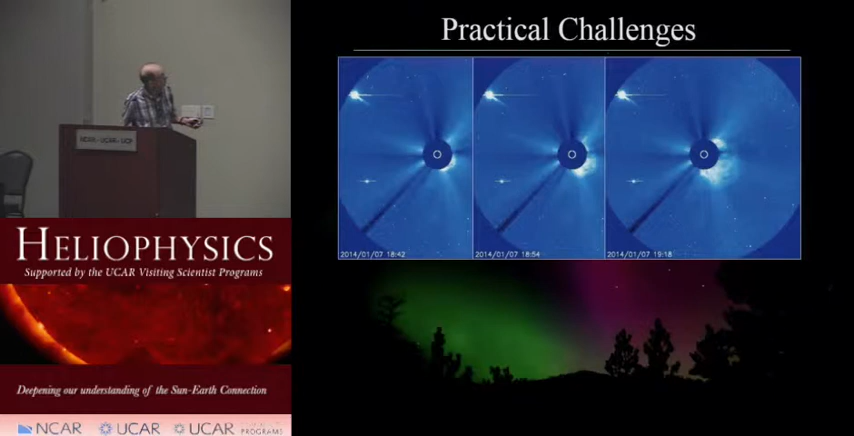 Practical Challenges
2014/01/07 18:42
2014/01/07 18:54
2014/01/07 19:18
HELIOPHYSICS
Supported by the UCAR Visiting Scientist Programs
Deepening our understanding of the Sun-Earth Connection
NCAR UCAR UCAR
PROGRAMS